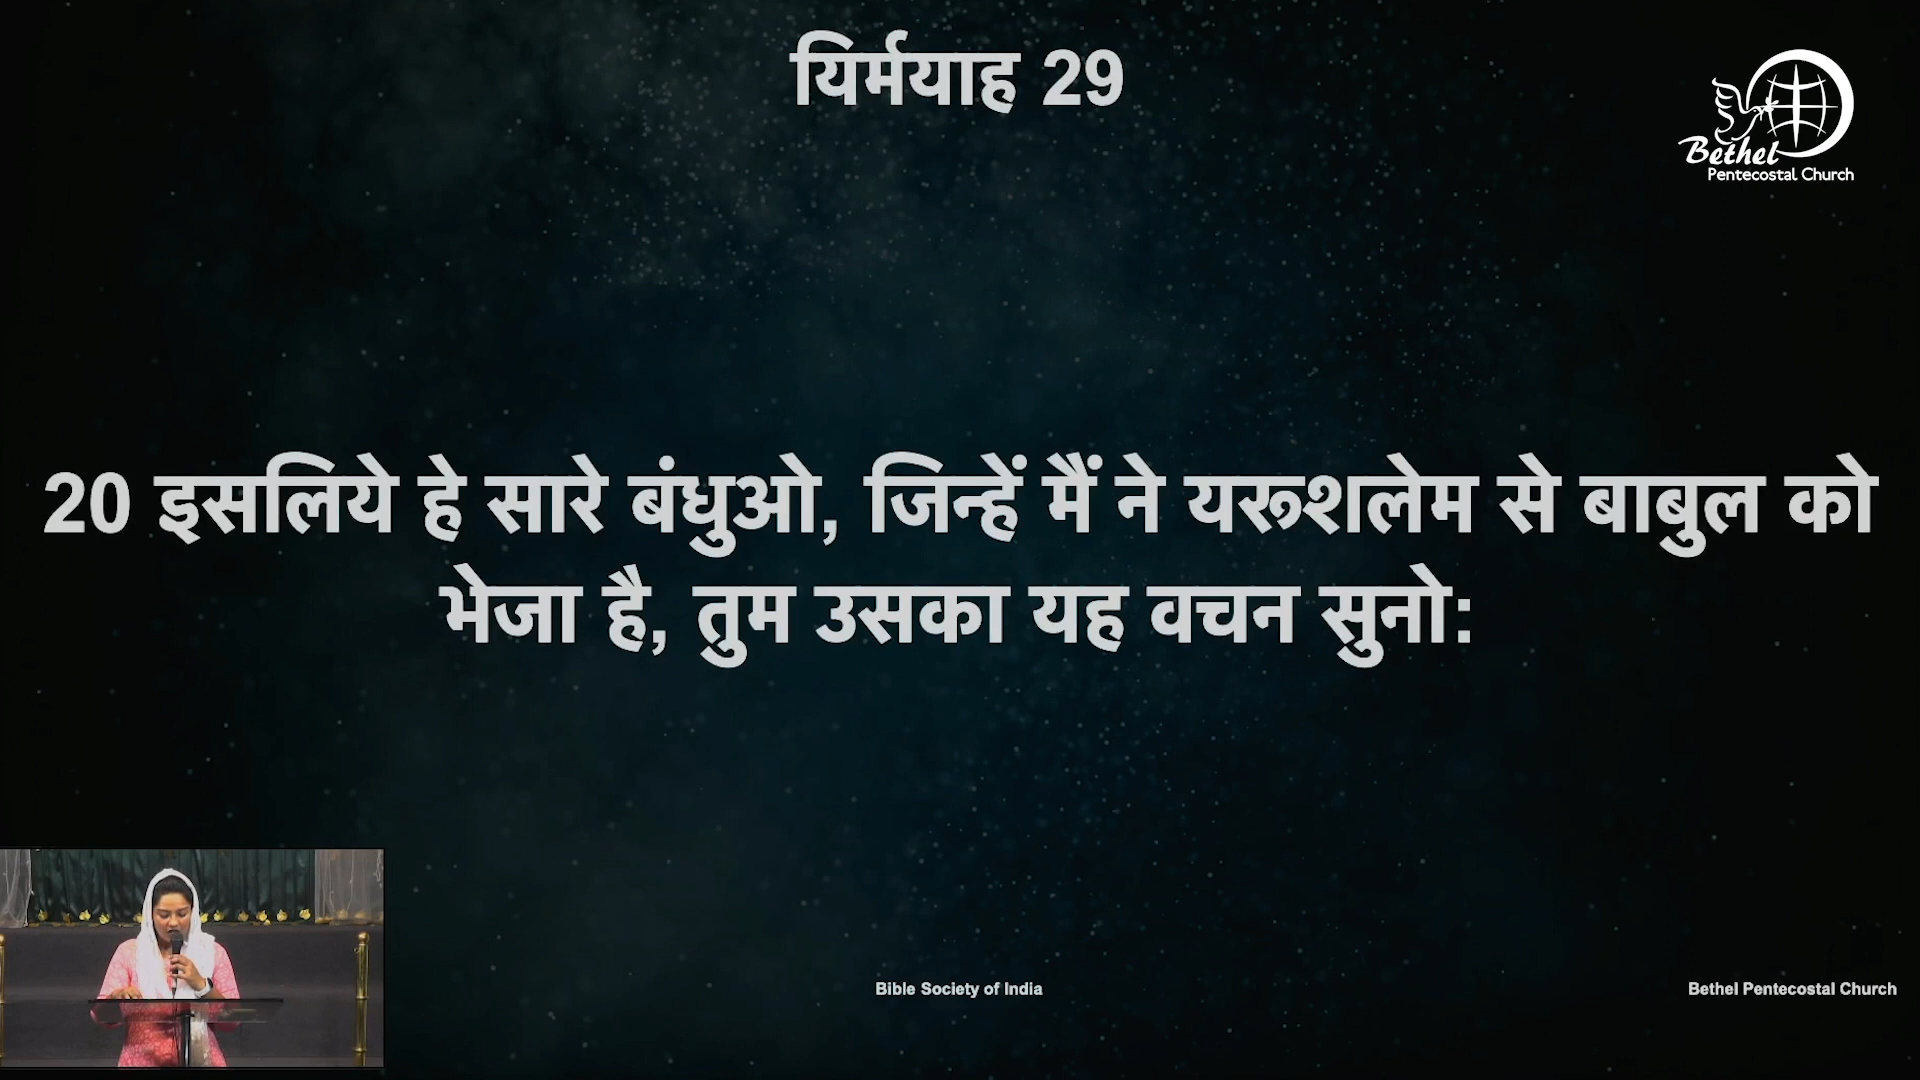 यिर्मयाह 29
Bethel
Pentecostal Church
20 इसलिये हे सारे बंधुओ, जिन्हें मैं ने यरूशलेम से बाबुल को
भेजा है, तुम उसका यह वचन सुनो:
Bible Society of India
Bethel Pentecostal Church